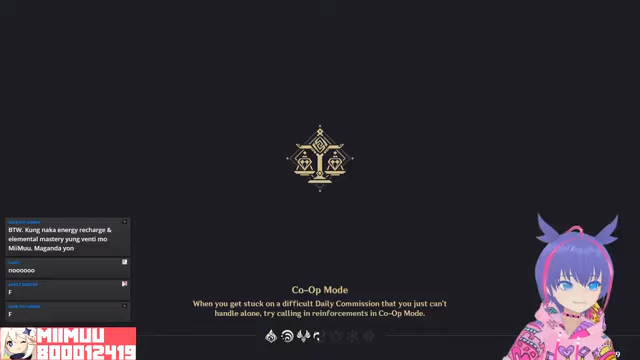 BTW. Kung naka energy recharge &
elemental mastery yung venti mo
MiiMuu. Maganda yon
noooooo
F
F
Co-Op Mode
When you get stuck on a difficult Daily Commission that you just can't
handle alone, try calling in reinforcements in Co-Op Mode.
MIIMUU
800012419
9